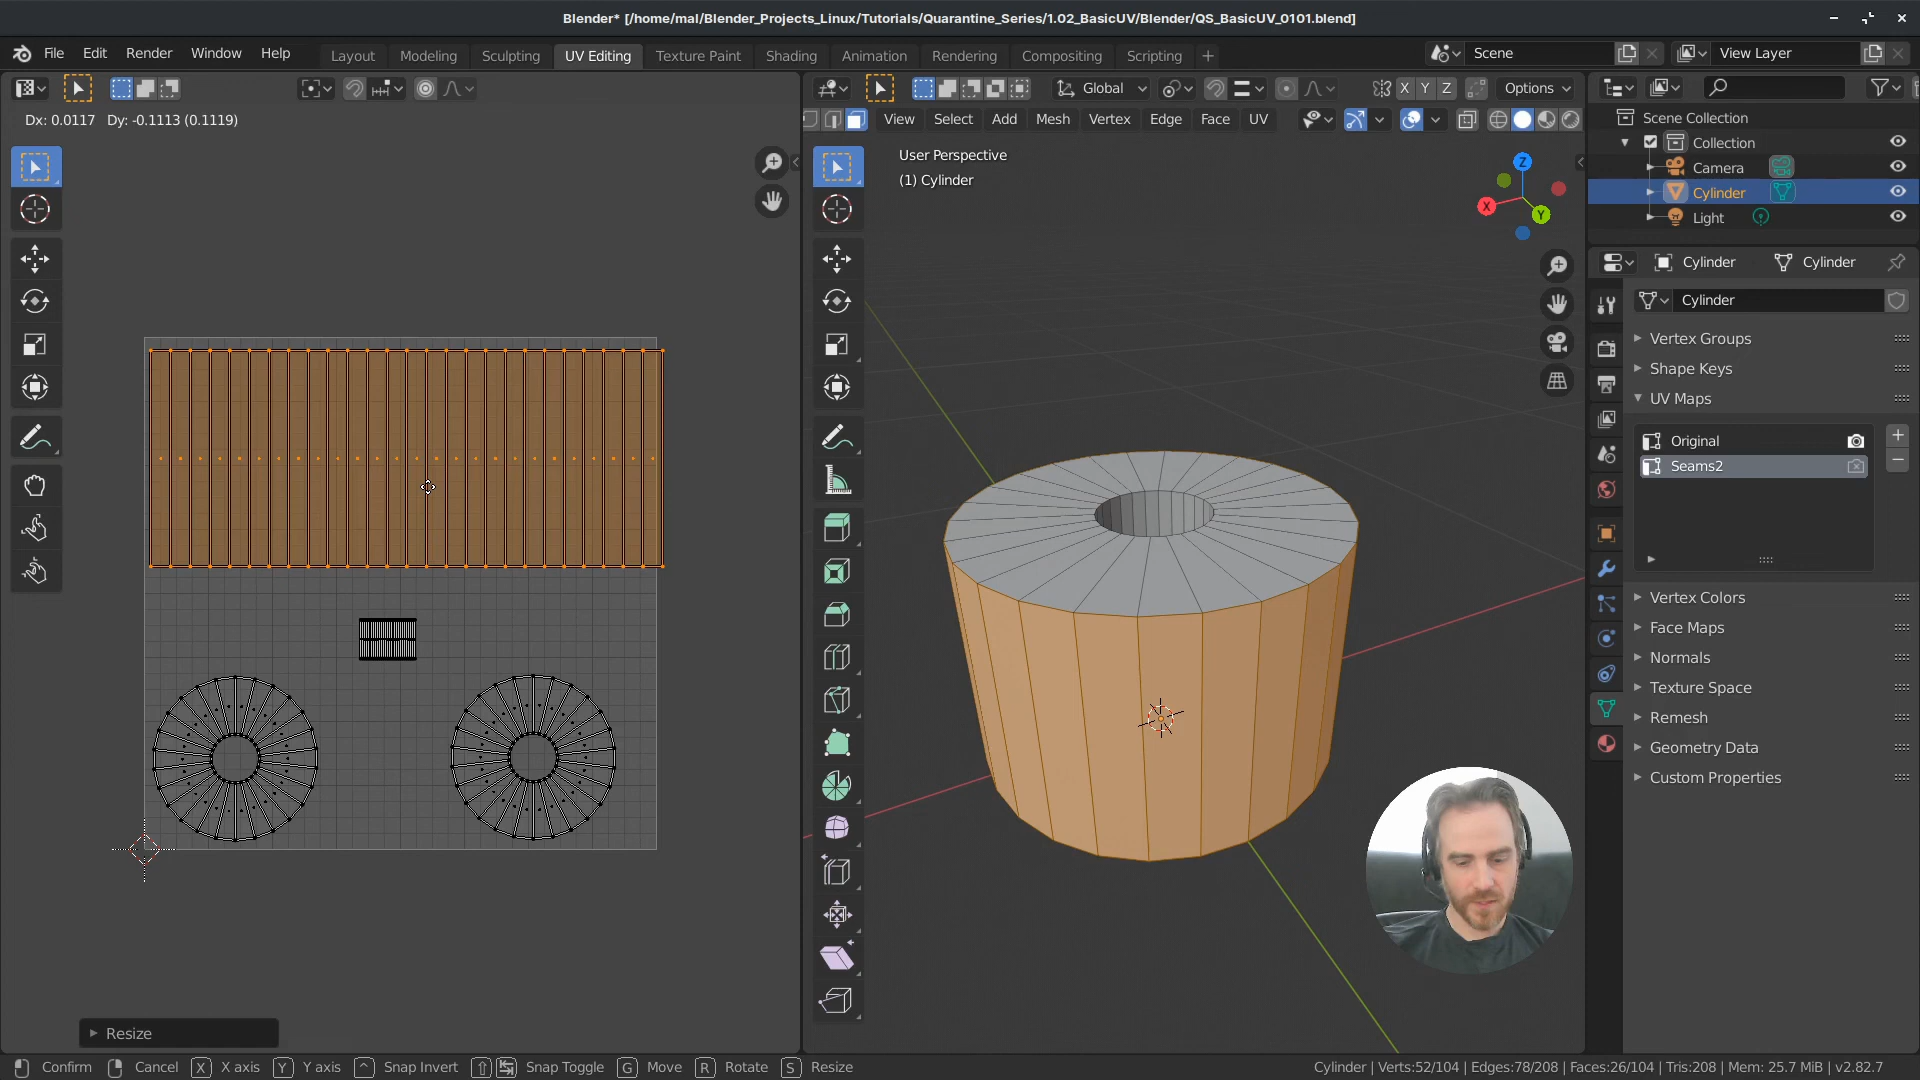 Blender* [/home/mal/Blender_Projects_Linux/Tutorials/Quarantine_Series/1.02_BasicUV/Blender/QS_BasicUV_0101.blend]
File Edit Render Window Help Layout Modeling Sculpting UV Editing Texture Paint Shading Animation Rendering Compositing Scripting + Scene View Layer
Global X Y Z Options
Dx: 0.0117 Dy: -0.1113 (0.1119)
View Select Add Mesh Vertex Edge Face UV
Scene Collection
Collection
Camera
Cylinder
Light
User Perspective
(1) Cylinder
Z
X
Y
Cylinder Cylinder
Cylinder
Vertex Groups
Shape Keys
UV Maps
Original
Seams2
Vertex Colors
Face Maps
Normals
Texture Space
Remesh
Geometry Data
Custom Properties
Resize
Confirm Cancel X X axis Y Y axis ^ Snap Invert Snap Toggle G Move R Rotate S Resize
Cylinder | Verts:52/104 | Edges:78/208 | Faces:26/104 | Tris:208 | Mem: 25.7 MiB | v2.82.7